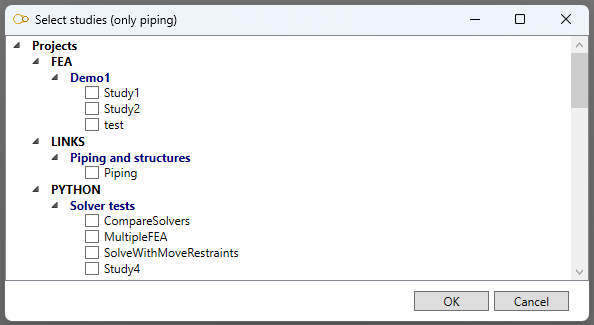 Select studies (only piping)
Projects
FEA
Demo1
Study1
Study2
test
LINKS
Piping and structures
Piping
PYTHON
Solver tests
CompareSolvers
MultipleFEA
SolveWithMoveRestraints
Study4
OK Cancel